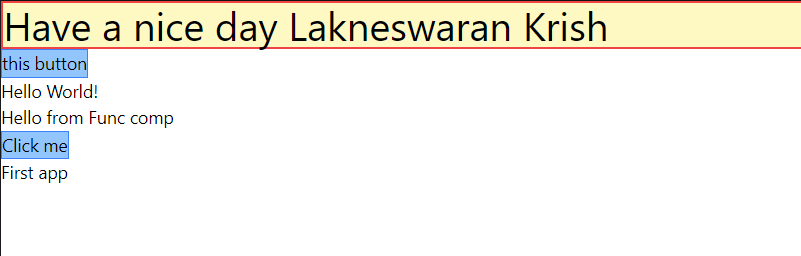 Have a nice day Lakneswaran Krish
this button
Hello World!
Hello from Func comp
Click me
First app